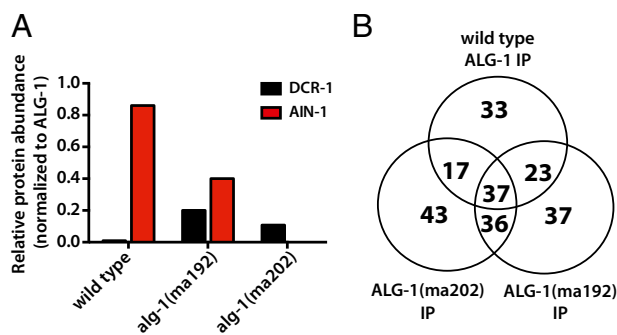 A
Relative protein abundance
(normalized to ALG-1)
1.0
0.8
0.6
0.4
0.2
0.0
DCR-1
AIN-1
wild type
alg-1(ma192)
alg-1(ma202)
B
wild type
ALG-1 IP
33
17
23
37
43
36
37
ALG-1(ma202)
IP
ALG-1(ma192)
IP